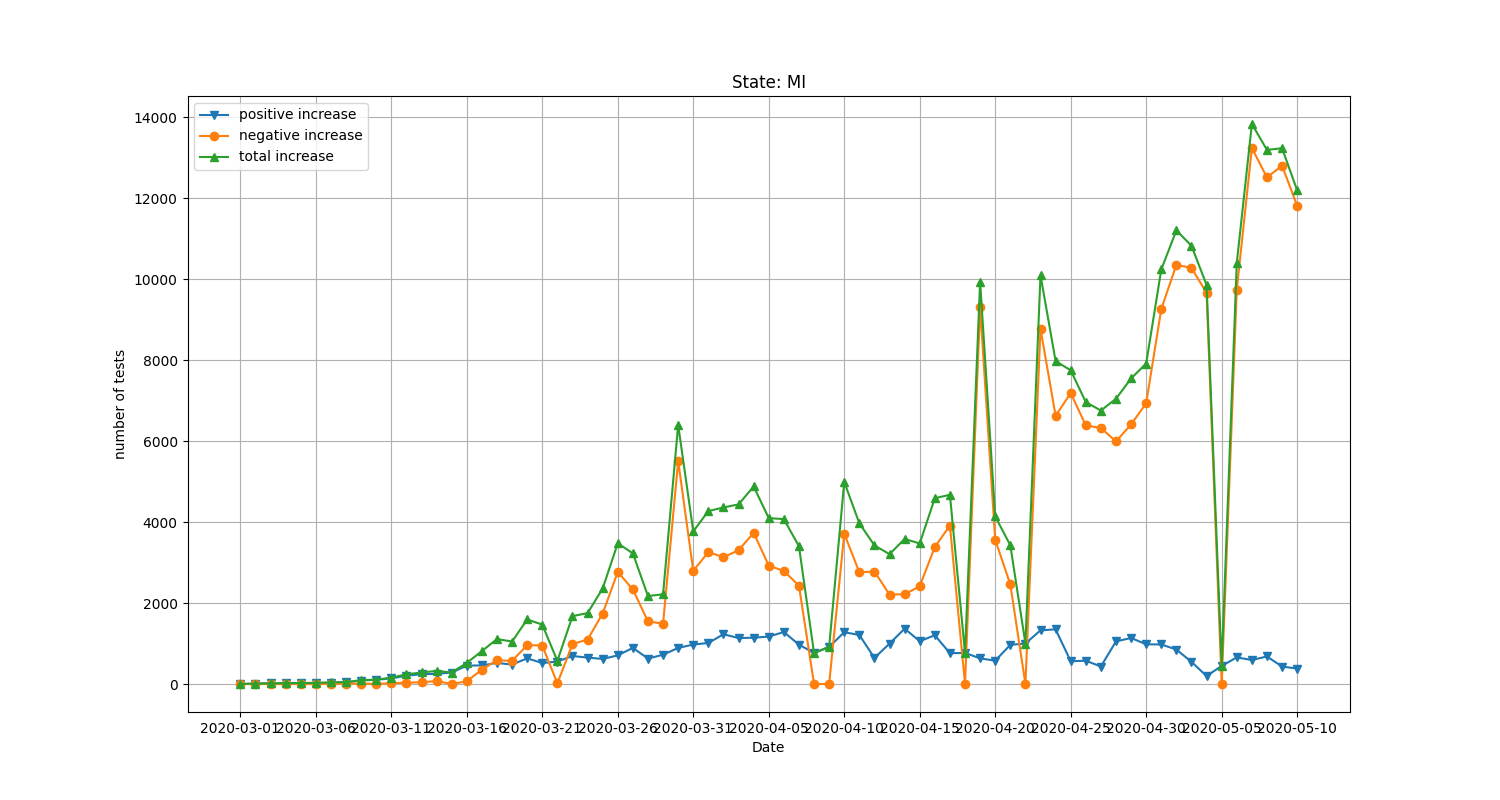 State: MI
positive increase
negative increase
total increase
14000
12000
10000
8000
6000
4000
2000
0
number of tests
2020-03-01 2020-03-06 2020-03-11 2020-03-16 2020-03-21 2020-03-26 2020-03-31 2020-04-05 2020-04-10 2020-04-15 2020-04-20 2020-04-25 2020-04-30 2020-05-05 2020-05-10
Date